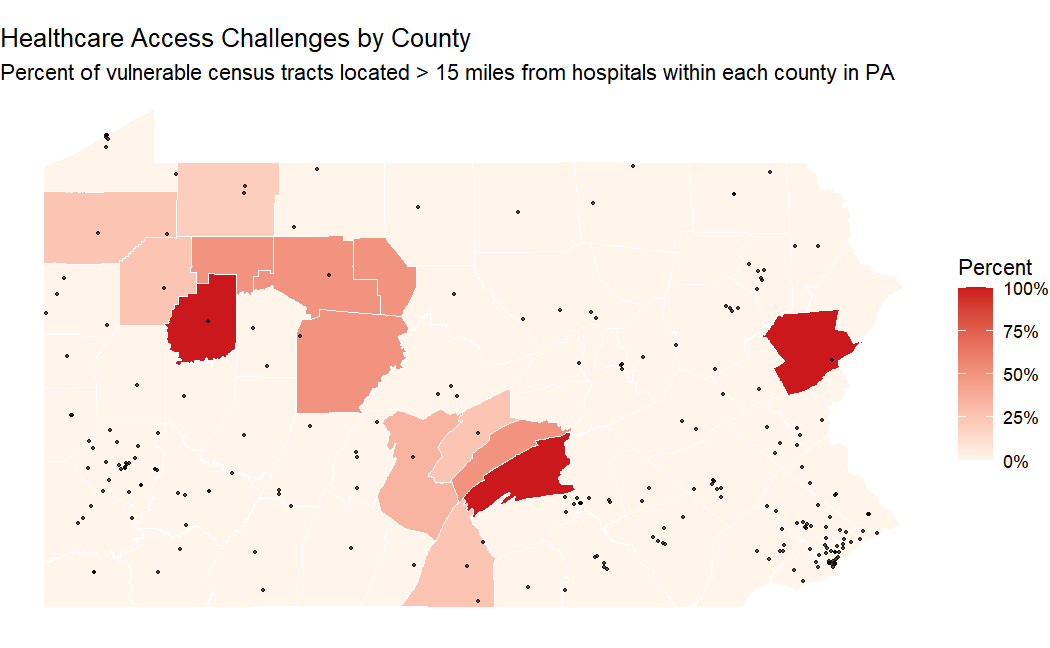 Healthcare Access Challenges by County
Percent of vulnerable census tracts located > 15 miles from hospitals within each county in PA
Percent
100%
75%
50%
25%
0%